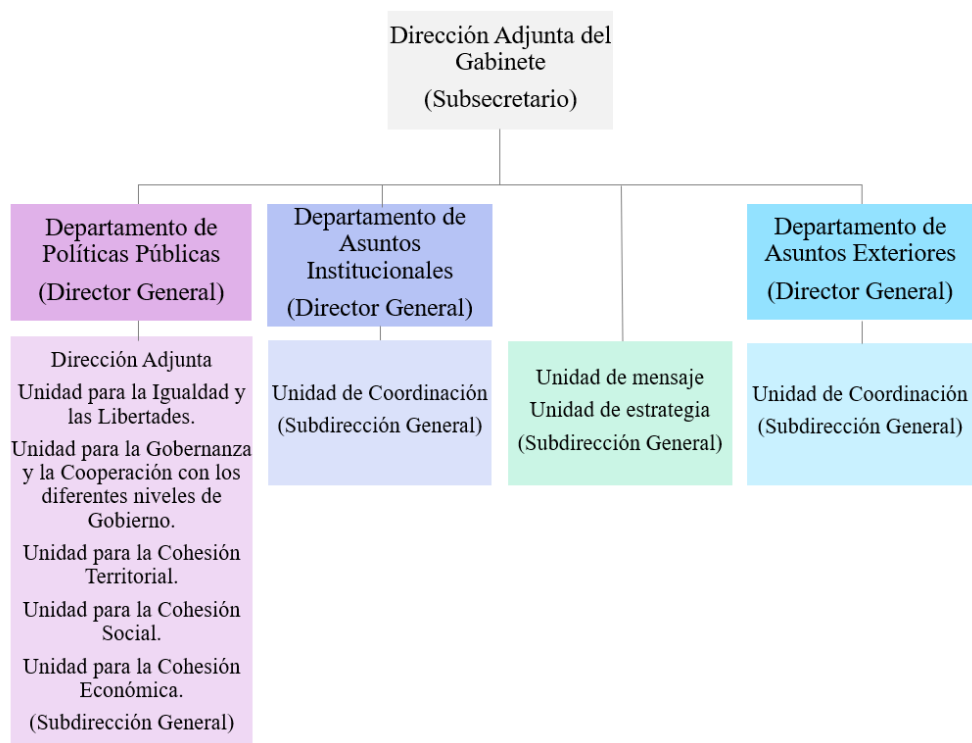 Dirección Adjunta del
Gabinete
(Subsecretario)
Departamento de
Políticas Públicas
(Director General)
Departamento de
Asuntos
Institucionales
(Director General)
Departamento de
Asuntos Exteriores
(Director General)
Dirección Adjunta
Unidad para la Igualdad y
las Libertades.
Unidad para la Gobernanza
y la Cooperación con los
diferentes niveles de
Gobierno.
Unidad para la Cohesión
Territorial.
Unidad para la Cohesión
Social.
Unidad para la Cohesión
Económica.
(Subdirección General)
Unidad de Coordinación
(Subdirección General)
Unidad de mensaje
Unidad de estrategia
(Subdirección General)
Unidad de Coordinación
(Subdirección General)